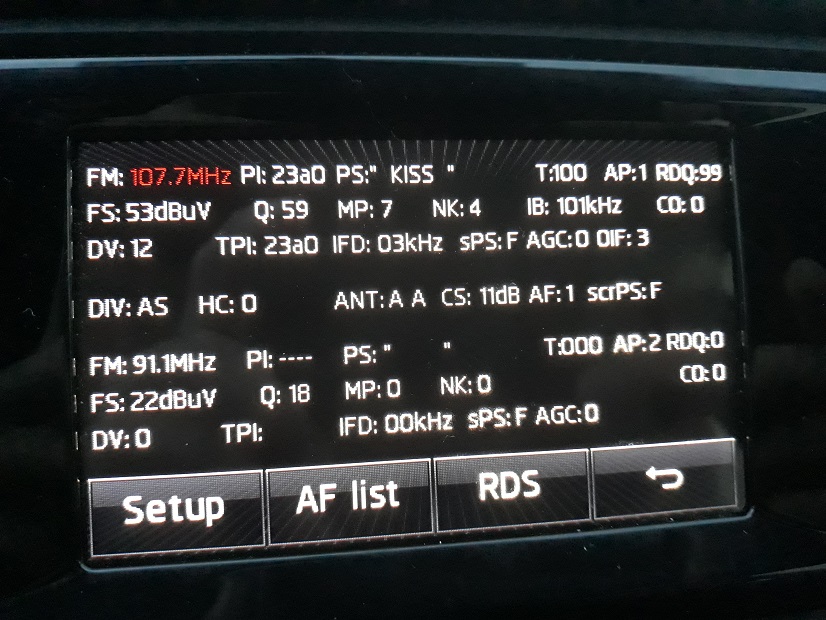 FM: 107.7MHz PI: 23a0 PS:" KISS " T:100 AP:1 RDQ:99
FS: 53dBuV Q: 59 MP: 7 NK: 4 IB: 101kHz CO: 0
DV: 12 TPI: 23a0 IFD: 03kHz sPS: F AGC:0 OIF: 3
DIV: AS HC: 0 ANT: A A CS: 11dB AF: 1 scrPS: F
FM: 91.1MHz PI: ---- PS: " " T:000 AP: 2 RDQ:0
FS: 22dBuV Q: 18 MP: 0 NK: 0 CO: 0
DV: 0 TPI: IFD: 00kHz sPS: F AGC:0
Setup AF list RDS